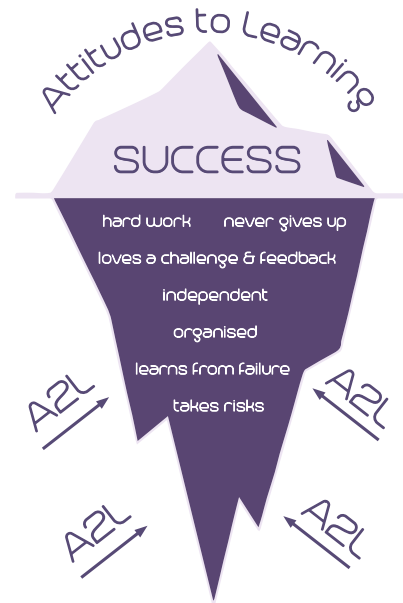 Attitudes to Learning
SUCCESS
hard work never gives up
loves a challenge & feedback
independent
organised
learns from failure
takes risks
A2L A2L
A2L A2L